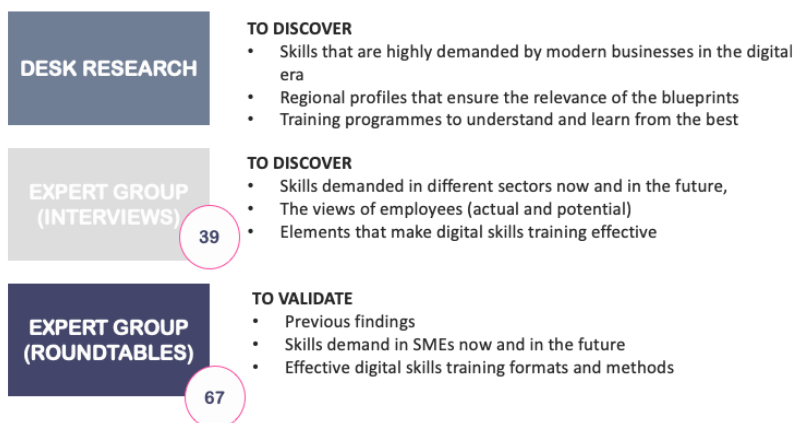 DESK RESEARCH
TO DISCOVER
• Skills that are highly demanded by modern businesses in the digital
era
• Regional profiles that ensure the relevance of the blueprints
• Training programmes to understand and learn from the best
EXPERT GROUP
(INTERVIEWS)
39
TO DISCOVER
• Skills demanded in different sectors now and in the future,
• The views of employees (actual and potential)
• Elements that make digital skills training effective
EXPERT GROUP
(ROUNDTABLES)
67
TO VALIDATE
• Previous findings
• Skills demand in SMEs now and in the future
• Effective digital skills training formats and methods